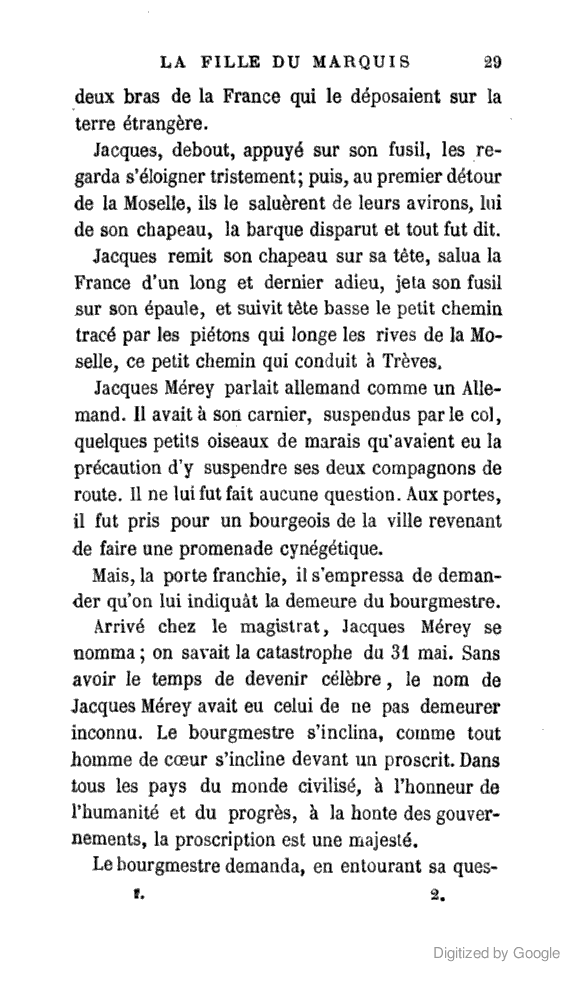 LA FILLE DU MARQUIS 29
deux bras de la France qui le déposaient sur la
terre étrangère.
Jacques, debout, appuyé sur son fusil, les re-
garda s'éloigner tristement; puis, au premier détour
de la Moselle, ils le saluèrent de leurs avirons, lui
de son chapeau, la barque disparut et tout fut dit.
Jacques remit son chapeau sur sa tête, salua la
France d'un long et dernier adieu, jeta son fusil
sur son épaule, et suivit tête basse le petit chemin
tracé par les piétons qui longe les rives de la Mo-
selle, ce petit chemin qui conduit à Trèves.
Jacques Mérey parlait allemand comme un Alle-
mand. Il avait à son carnier, suspendus par le col,
quelques petits oiseaux de marais qu'avaient eu la
précaution d'y suspendre ses deux compagnons de
route. Il ne lui fut fait aucune question. Aux portes,
il fut pris pour un bourgeois de la ville revenant
de faire une promenade cynégétique.
Mais, la porte franchie, il s'empressa de deman-
der qu'on lui indiquât la demeure du bourgmestre.
Arrivé chez le magistrat, Jacques Mérey se
nomma; on savait la catastrophe du 31 mai. Sans
avoir le temps de devenir célèbre, le nom de
Jacques Mérey avait eu celui de ne pas demeurer
inconnu. Le bourgmestre s'inclina, comme tout
homme de cœur s'incline devant un proscrit. Dans
tous les pays du monde civilisé, à l'honneur de
l'humanité et du progrès, à la honte des gouver-
nements, la proscription est une majesté.
Le bourgmestre demanda, en entourant sa ques-
I. 2.
Digitized by Google